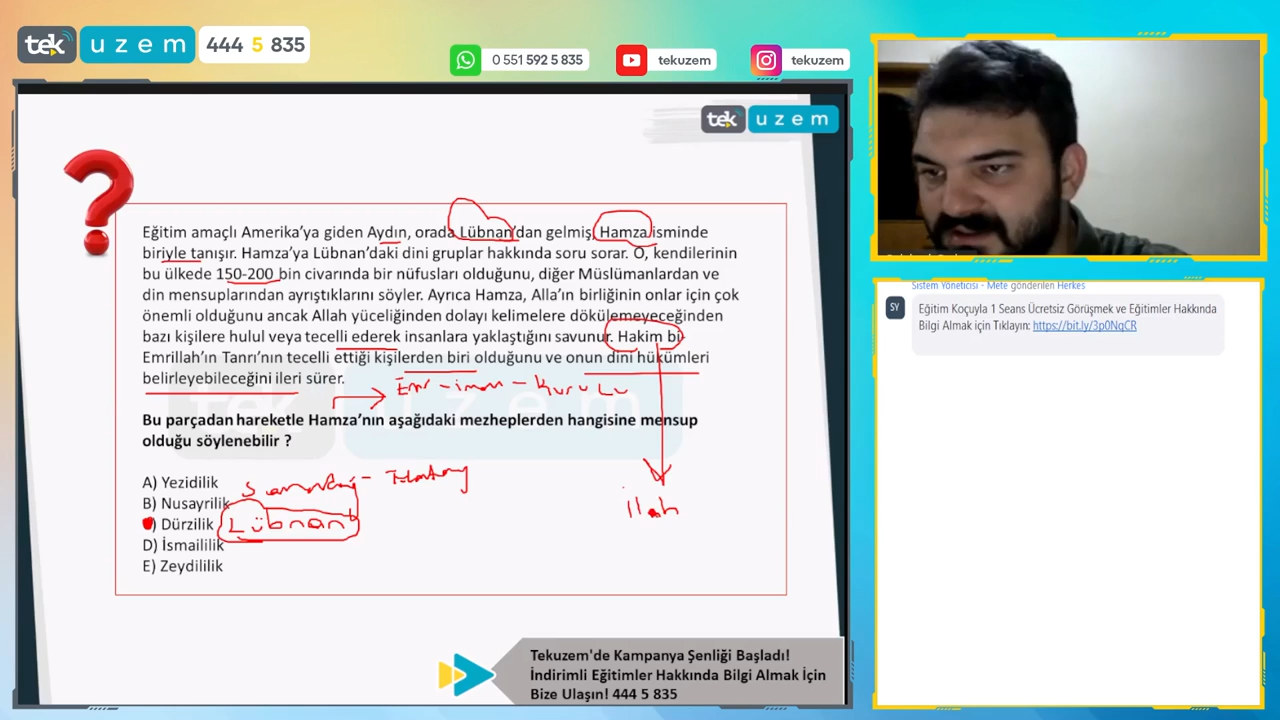 tek uzem 444 5 835
0 551 592 5 835 tekuzem tekuzem
tek uzem
Eğitim amaçlı Amerika'ya giden Aydın, orada Lübnan'dan gelmiş, Hamza isminde
biriyle tanışır. Hamza'ya Lübnan'daki dini gruplar hakkında soru sorar. O, kendilerinin
bu ülkede 150-200 bin civarında bir nüfusları olduğunu, diğer Müslümanlardan ve
din mensuplarından ayrıştıklarını söyler. Ayrıca Hamza, Alla'ın birliğinin onlar için çok
önemli olduğunu ancak Allah yüceliğinden dolayı kelimelere dökülemeyeceğinden
bazı kişilere hulul veya tecelli ederek insanlara yaklaştığını savunur. Hakim bi
Emrillah'ın Tanrı'nın tecelli ettiği kişilerden biri olduğunu ve onun dini hükümleri
belirleyebileceğini ileri sürer.
kurulu
Bu parçadan hareketle Hamza'nın aşağıdaki mezheplerden hangisine mensup
olduğu söylenebilir ?
A) Yezidilik
Hatay
B) Nusayrilik
ilah
) Dürzilik Lübnan
D) İsmaililik
E) Zeydililik
Tekuzem'de Kampanya Şenliği Başladı!
İndirimli Eğitimler Hakkında Bilgi Almak İçin
Bize Ulaşın! 444 5 835
Sistem Yöneticisi - Mete gönderilen Herkes
SY
Eğitim Koçuyla 1 Seans Ücretsiz Görüşmek ve Eğitimler Hakkında
Bilgi Almak için Tıklayın: https://bit.ly/3p0NqCR